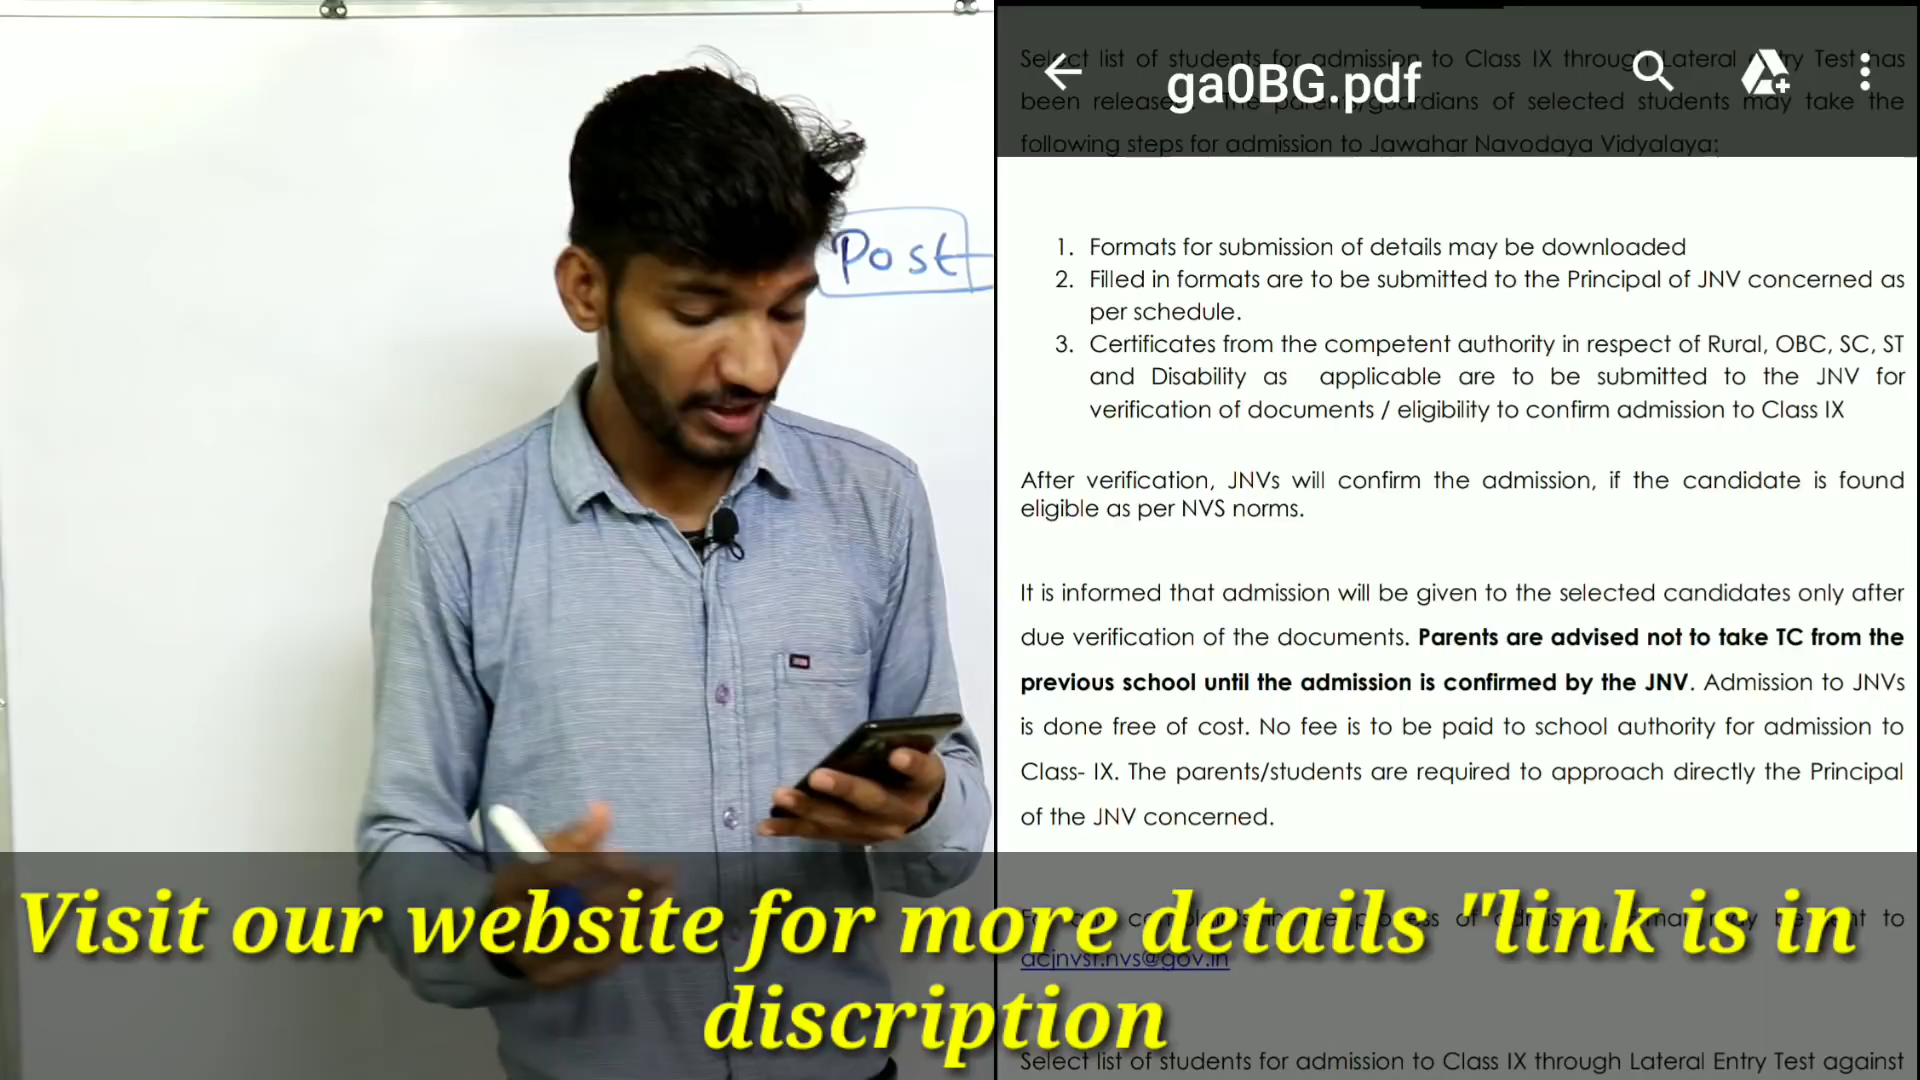 Post
Select list of students for admission to Class IX through Lateral Entry Test has
ga0BG.pdf
been released. The parents/guardians of selected students may take the
following steps for admission to Jawahar Navodaya Vidyalaya:
1. Formats for submission of details may be downloaded
2. Filled in formats are to be submitted to the Principal of JNV concerned as
per schedule.
3. Certificates from the competent authority in respect of Rural, OBC, SC, ST
and Disability as applicable are to be submitted to the JNV for
verification of documents / eligibility to confirm admission to Class IX
After verification, JNVs will confirm the admission, if the candidate is found
eligible as per NVS norms.
It is informed that admission will be given to the selected candidates only after
due verification of the documents. Parents are advised not to take TC from the
previous school until the admission is confirmed by the JNV. Admission to JNVs
is done free of cost. No fee is to be paid to school authority for admission to
Class- IX. The parents/students are required to approach directly the Principal
of the JNV concerned.
process of to
acjnvst.nvs@gov.in
Select list of students for admission to Class IX through Lateral Entry Test against
Visit our website for more details "link is in
discription